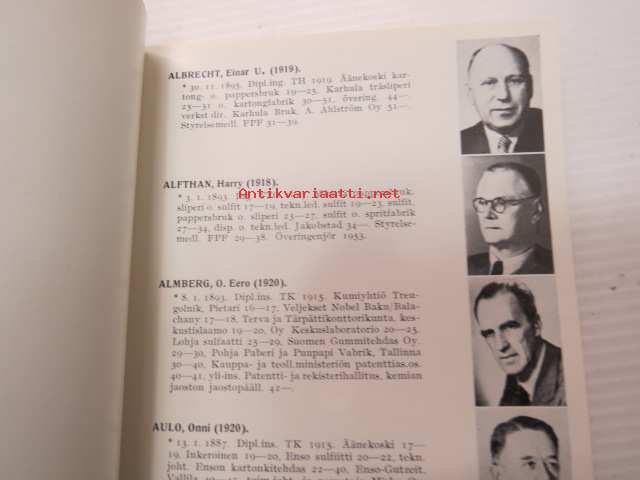 ALBRECHT, Einar U. (1919).
* 30. 11. 1893. Dipl.ing. TH 1919. Äänekoski kar-
tong- o. pappersbruk 19—23. Karhula träsliperi
23—31 o. kartongfabrik 30—31, övering. 44—.
verkst.dir. Karhula Bruk, A. Ahlström Oy 51—.
Styrelsemedl. FPF 31—39.
ALFTHAN, Harry (1918).
* 3. 1. 1893.
Antikvariaatti.net
sliperi o. sulfit 17—19, tekn.led. sulfit 19—23, sulfit,
pappersbruk o. sliperi 23—27, sulfit o. spritfabrik
27—34, disp. o. tekn.led. Jakobstad 34—. Styrelse-
medl. FPF 29—38. Överingenjör 1953.
ALMBERG, O. Eero (1920).
* 8. 1. 1893. Dipl.ins. TK 1915. Kumiyhtiö Treu-
golnik, Pietari 16—17, Veljekset Nobel Baku/Bala-
chany 17—18, Terva ja Tärpättikonttorikunta, kes-
kustislaamo 19—20, Oy Keskuslaboratorio 20—23,
Lohja sulfaatti 23—29, Suomen Gummitehdas Oy.
29—30, Pohja Paberi ja Puupapi Vabrik, Tallinna
30—40, Kauppa- ja teoll.ministeriön patenttias.os.
40—41, yli-ins. Patentti- ja rekisterihallitus, kemian
jaoston jaostopääll. 42—.
AULO, Onni (1920).
* 13. 1. 1887. Dipl.ins. TK 1913. Äänekoski 17—
19, Inkeroinen 19—20, Enso sulfiitti 20—22, tekn.
joht. Enson kartonkitehdas 22—40, Enso-Gutzeit,